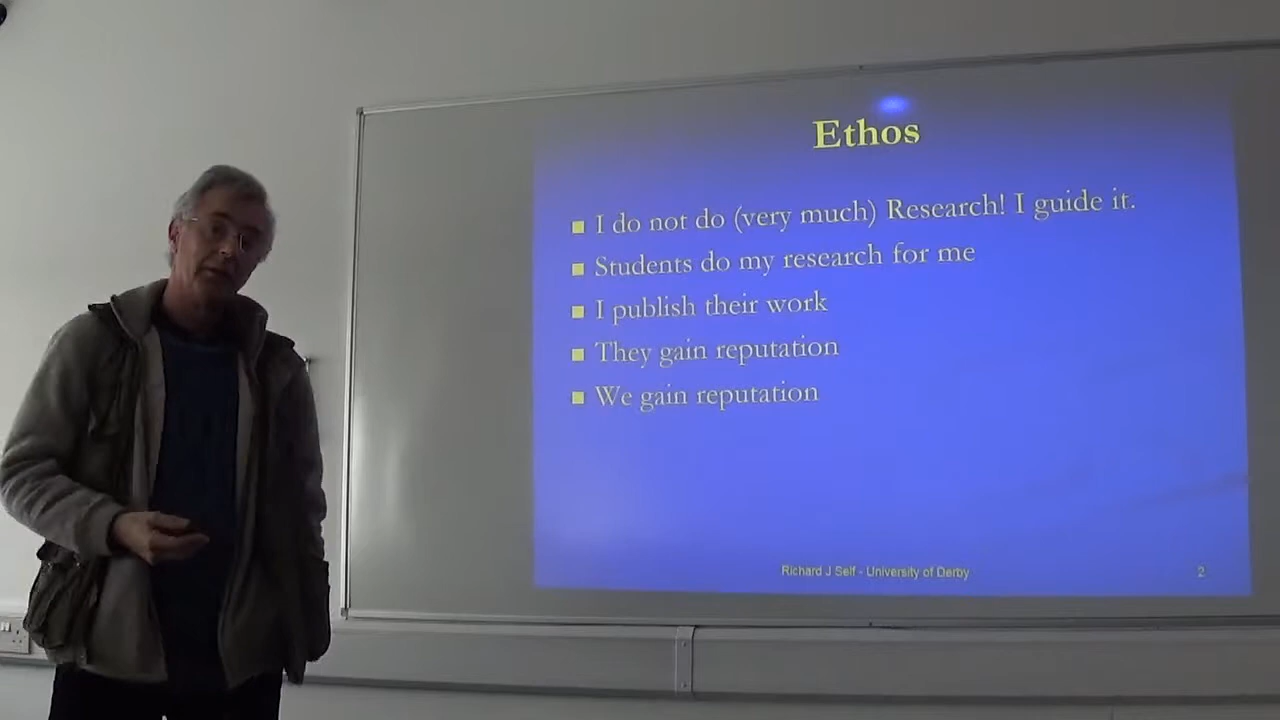 Ethos
I do not do (very much) Research! I guide it.
Students do my research for me
I publish their work
They gain reputation
We gain reputation
Richard J Self - University of Derby
2